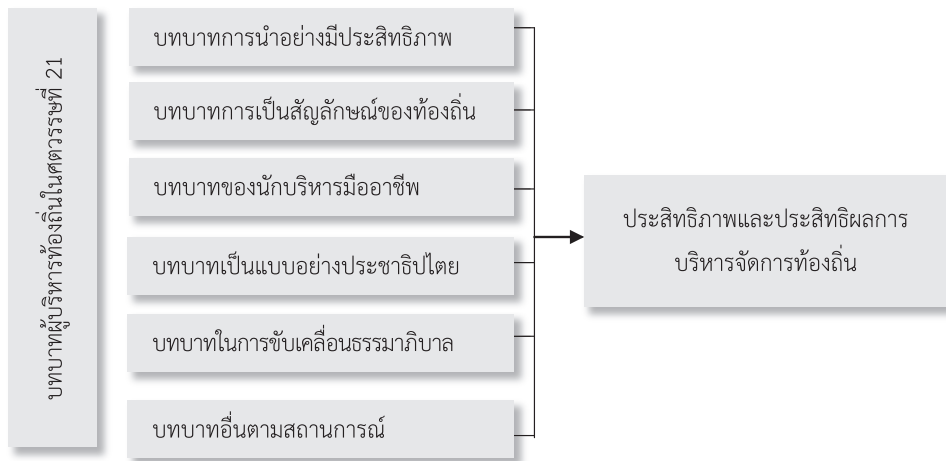 บทบาทผู้บริหารท้องถิ่นในศตวรรษที่ 21
บทบาทการนำอย่างมีประสิทธิภาพ
บทบาทการเป็นสัญลักษณ์ของท้องถิ่น
บทบาทของนักบริหารมืออาชีพ
บทบาทเป็นแบบอย่างประชาธิปไตย
บทบาทในการขับเคลื่อนธรรมาภิบาล
บทบาทอื่นตามสถานการณ์
ประสิทธิภาพและประสิทธิผลการ
บริหารจัดการท้องถิ่น